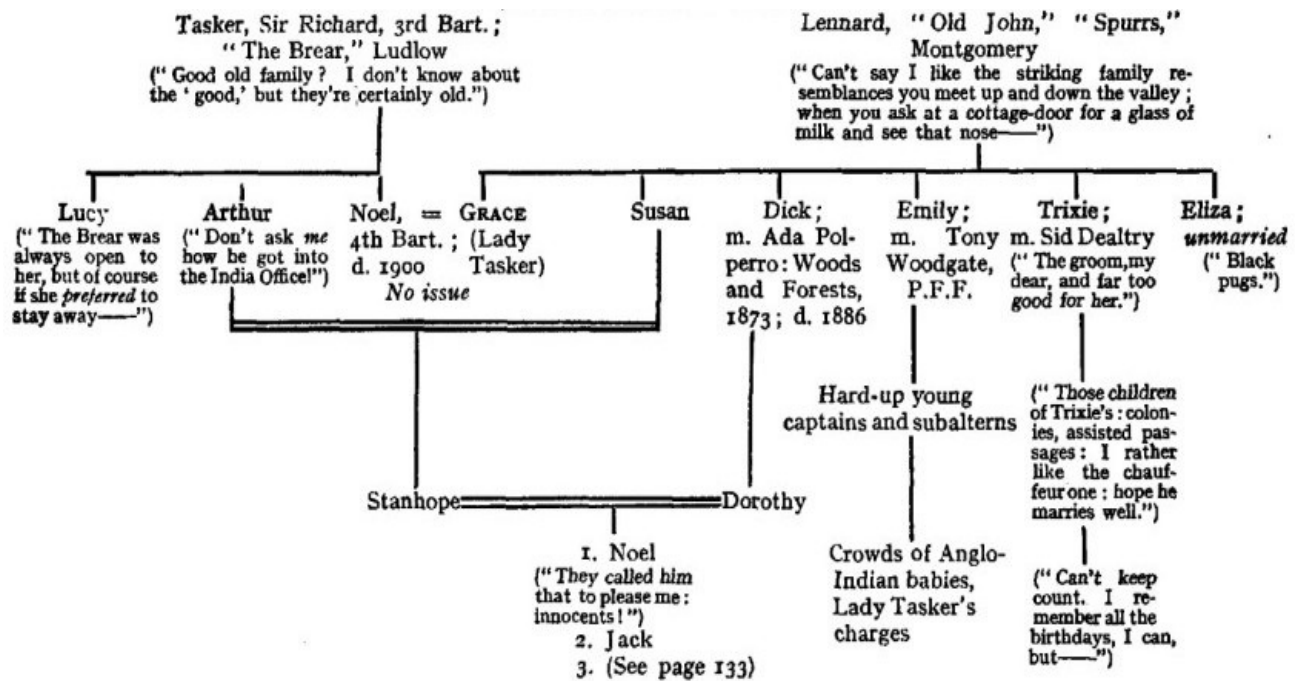 Tasker, Sir Richard, 3rd Bart. ;
“ The Brear,” Ludlow
(“ Good old family ? I don't know about
the ‘ good,’ but they're certainly old.”)
Lennard, “ Old John,” “ Spurrs,”
Montgomery
(“ Can't say I like the striking family re-
semblances you meet up and down the valley ;
when you ask at a cottage-door for a glass of
milk and see that nose——”)
Lucy
(“ The Brear was
always open to
her, but of course
if she preferred to
stay away——”)
Arthur
(“ Don't ask me
how he got into
the India Office!”)
Noel, =
4th Bart. ;
d. 1900
No issue
GRACE
(Lady
Tasker)
Susan
Dick ;
m. Ada Pol-
perro : Woods
and Forests,
1873 ; d. 1886
Emily ;
m. Tony
Woodgate,
P.F.F.
Trixie ;
m. Sid Dealtry
(“ The groom, my
dear, and far too
good for her.”)
Eliza ;
unmarried
(“ Black
pugs.”)
Hard-up young
captains and subalterns
(“ Those children
of Trixie's : colon-
ies, assisted pas-
sages : I rather
like the chauf-
feur one ; hope he
marries well.”)
Stanhope
Dorothy
1. Noel
(“ They called him
that to please me :
innocents ! ”)
2. Jack
3. (See page 133)
Crowds of Anglo-
Indian babies,
Lady Tasker's
charges
(“ Can't keep
count. I re-
member all the
birthdays, I can,
but——”)